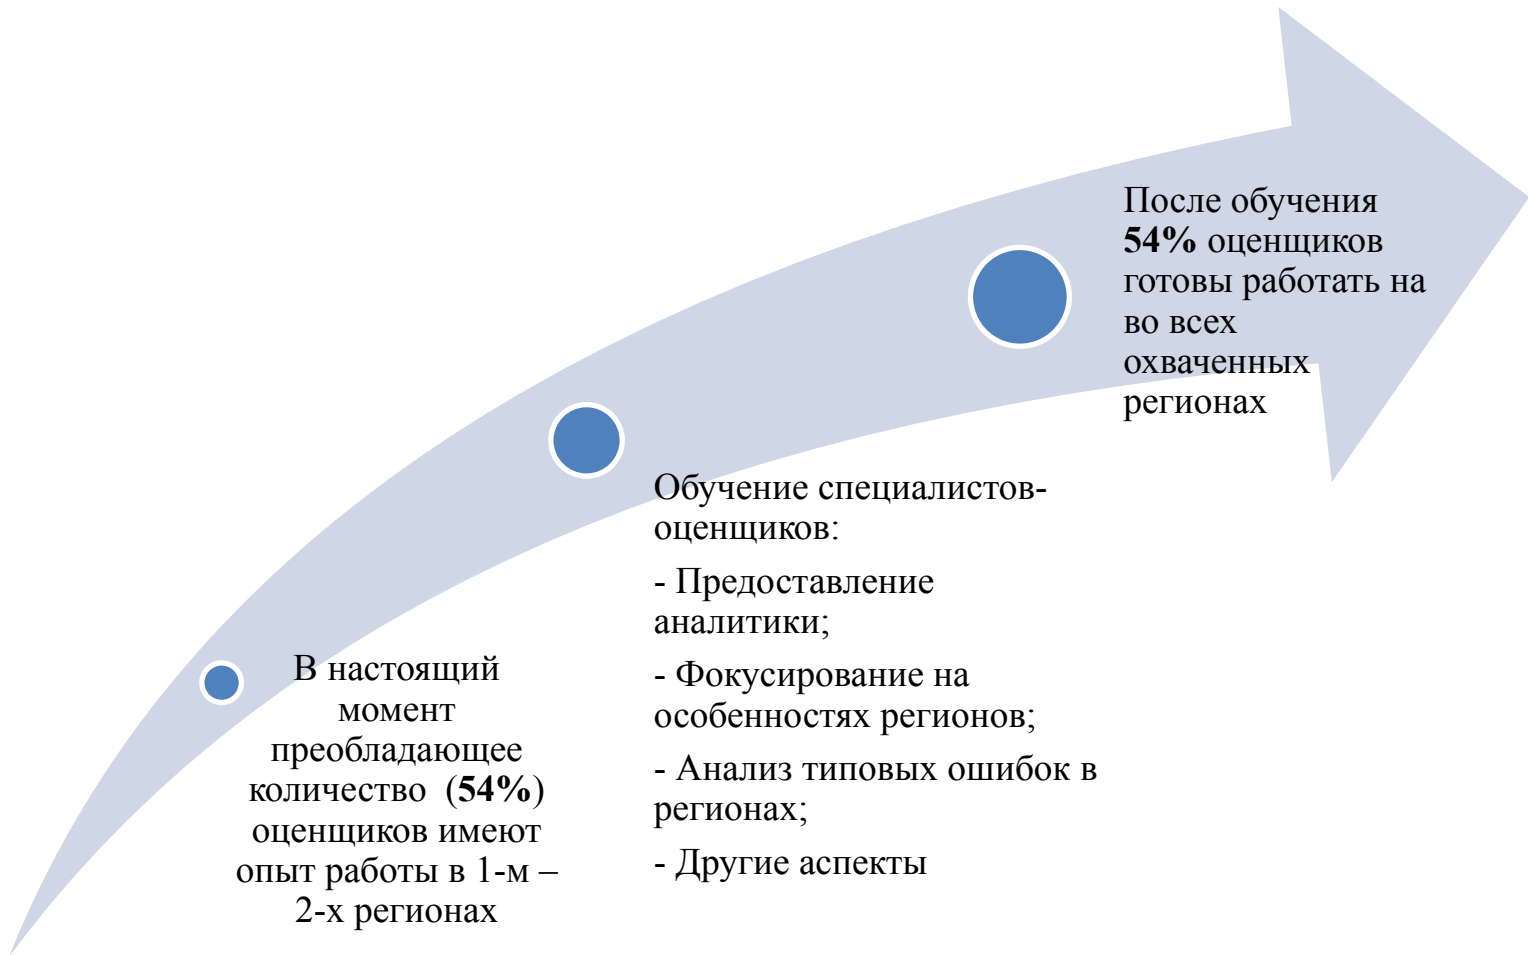 В настоящий
момент
преобладающее
количество (54%)
оценщиков имеют
опыт работы в 1-м –
2-х регионах
Обучение специалистов-
оценщиков:
- Предоставление
аналитики;
- Фокусирование на
особенностях регионов;
- Анализ типовых ошибок в
регионах;
- Другие аспекты
После обучения
54% оценщиков
готовы работать на
во всех
охваченных
регионах